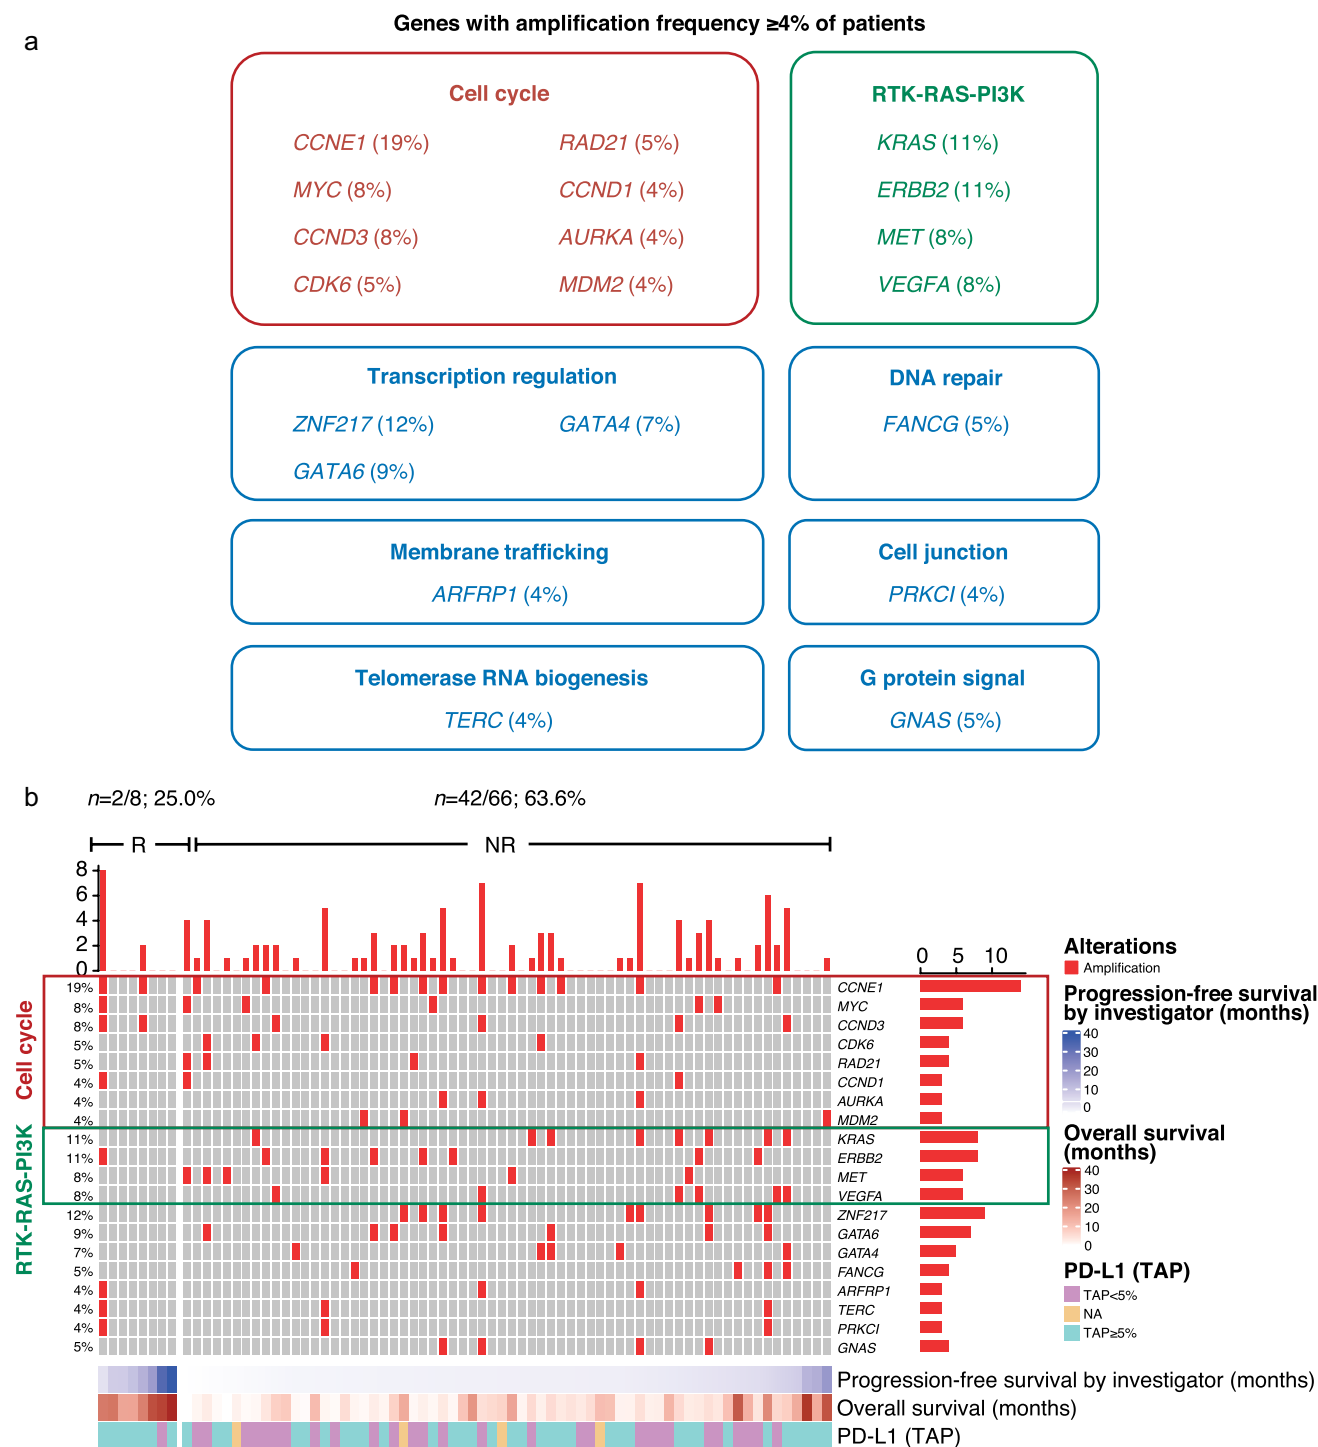 a
Genes with amplification frequency ≥4% of patients
Cell cycle
CCNE1 (19%) RAD21 (5%)
MYC (8%) CCND1 (4%)
CCND3 (8%) AURKA (4%)
CDK6 (5%) MDM2 (4%)
RTK-RAS-PI3K
KRAS (11%)
ERBB2 (11%)
MET (8%)
VEGFA (8%)
Transcription regulation
ZNF217 (12%) GATA4 (7%)
GATA6 (9%)
DNA repair
FANCG (5%)
Membrane trafficking
ARFRP1 (4%)
Cell junction
PRKCI (4%)
Telomerase RNA biogenesis
TERC (4%)
G protein signal
GNAS (5%)
b
n=2/8; 25.0% n=42/66; 63.6%
R NR
8
6
4
2
0
0 5 10
Cell cycle
19% CCNE1
8% MYC
8% CCND3
5% CDK6
5% RAD21
4% CCND1
4% AURKA
4% MDM2
RTK-RAS-PI3K
11% KRAS
11% ERBB2
8% MET
8% VEGFA
12% ZNF217
9% GATA6
7% GATA4
5% FANCG
4% ARFRP1
4% TERC
4% PRKCI
5% GNAS
Progression-free survival by investigator (months)
Overall survival (months)
PD-L1 (TAP)
Alterations
Amplification
Progression-free survival
by investigator (months)
40
30
20
10
0
Overall survival
(months)
40
30
20
10
0
PD-L1 (TAP)
TAP<5%
NA
TAP≥5%